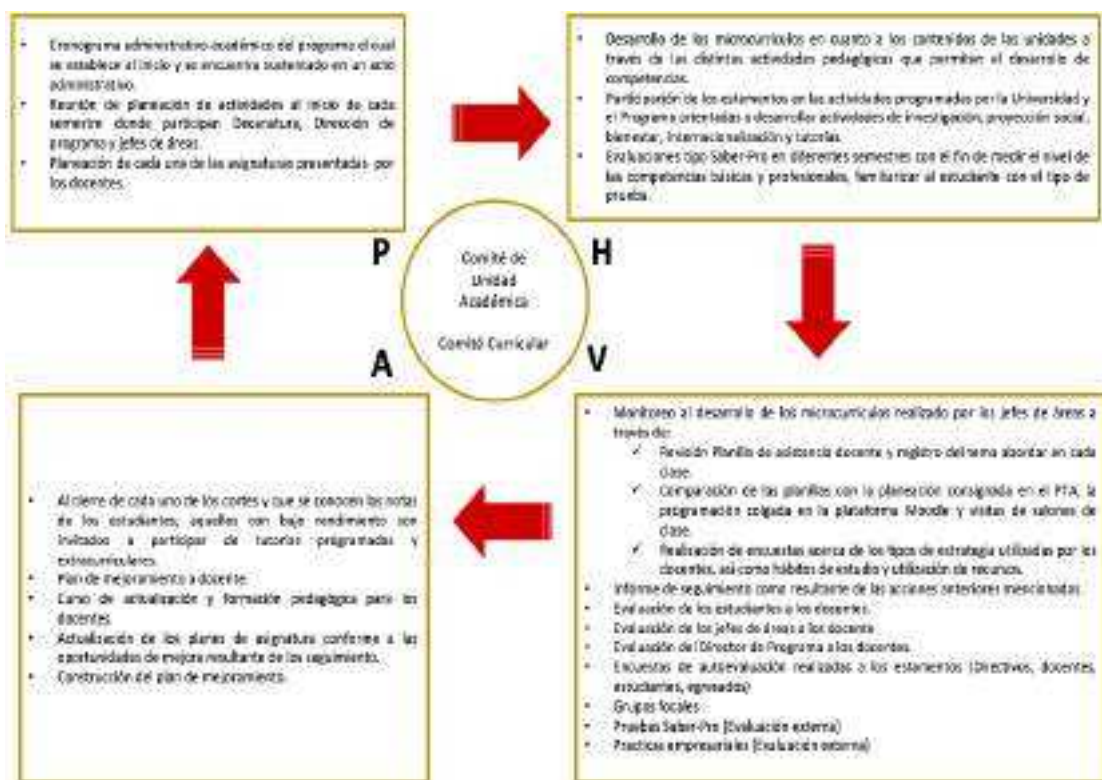 • Cronograma administrativo académico del programa el cual
se establece al inicio y se encuentra sustentado en un acto
administrativo.
• Reunión de planeación de actividades al inicio de cada
semestre donde participan Decanatura, Dirección de
programa y jefes de áreas.
• Planeación de cada una de las asignaturas presentadas por
los docentes.
• Desarrollo de los microcurrículos en cuanto a los contenidos de las unidades a
través de las distintas actividades pedagógicas que permiten el desarrollo de
competencias.
• Participación de los estamentos en las actividades programadas por la Universidad y
el Programa orientadas a desarrollar actividades de investigación, proyección social,
bienestar, internacionalización y tutorías.
• Evaluaciones tipo Saber-Pro en diferentes semestres con el fin de medir el nivel de
las competencias básicas y profesionales, familiarizar al estudiante con el tipo de
prueba.
P
H
Comité de
Unidad
Académica
Comité Curricular
A
V
• Al cierre de cada uno de los cortes y que se conocen las notas
de los estudiantes, aquellos con bajo rendimiento son
invitados a participar de tutorías programadas y
extracurriculares.
• Plan de mejoramiento a docente.
• Curso de actualización y formación pedagógica para los
docentes.
• Actualización de los planes de asignatura conforme a las
oportunidades de mejora resultante de los seguimiento.
• Construcción del plan de mejoramiento.
• Monitoreo al desarrollo de los microcurrículos realizado por los jefes de áreas a
través de:
✓ Revisión Planilla de asistencia docente y registro del tema abordar en cada
clase.
✓ Comparación de las planillas con la planeación consignada en el PTA, la
programación colgada en la plataforma Moodle y visitas de salones de
clase.
✓ Realización de encuestas acerca de los tipos de estrategia utilizadas por los
docentes, así como hábitos de estudio y utilización de recursos.
• Informe de seguimiento como resultante de las acciones anteriores mencionadas.
• Evaluación de los estudiantes a los docentes.
• Evaluación de los jefes de áreas a los docente
• Evaluación del Director de Programa a los docentes.
• Encuestas de autoevaluación realizadas a los estamentos (Directivos, docentes,
estudiantes, egresados)
• Grupos focales
• Pruebas Saber-Pro (Evaluación externa)
• Practicas empresariales (Evaluación externa)